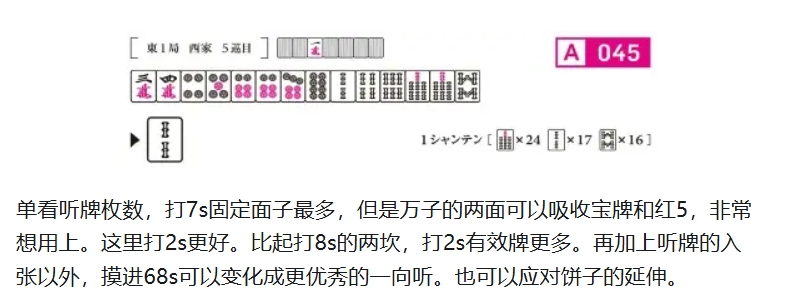 ［ 東1局 西家 5巡目 ］
A 045
1シャンテン［ ×24 ×17 ×16］
单看听牌枚数，打7s固定面子最多，但是万子的两面可以吸收宝牌和红5，非常
想用上。这里打2s更好。比起打8s的两坎，打2s有效牌更多。再加上听牌的入
张以外，摸进68s可以变化成更优秀的一向听。也可以应对饼子的延伸。